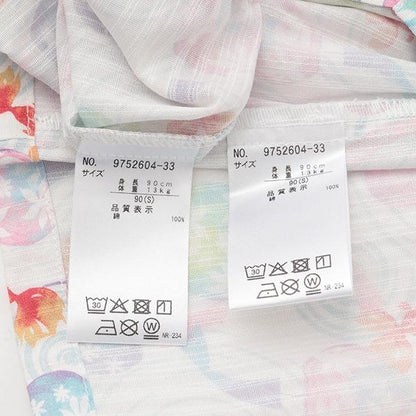 NO. 9752604-33
サイズ
身長 90cm
体重 13kg
90(S)
品質表示
綿 100%
30
W
NR-234
NO. 9752604-33
サイズ
身長 90cm
体重 13kg
90(S)
品質表示
綿 100%
30
W
NR-234